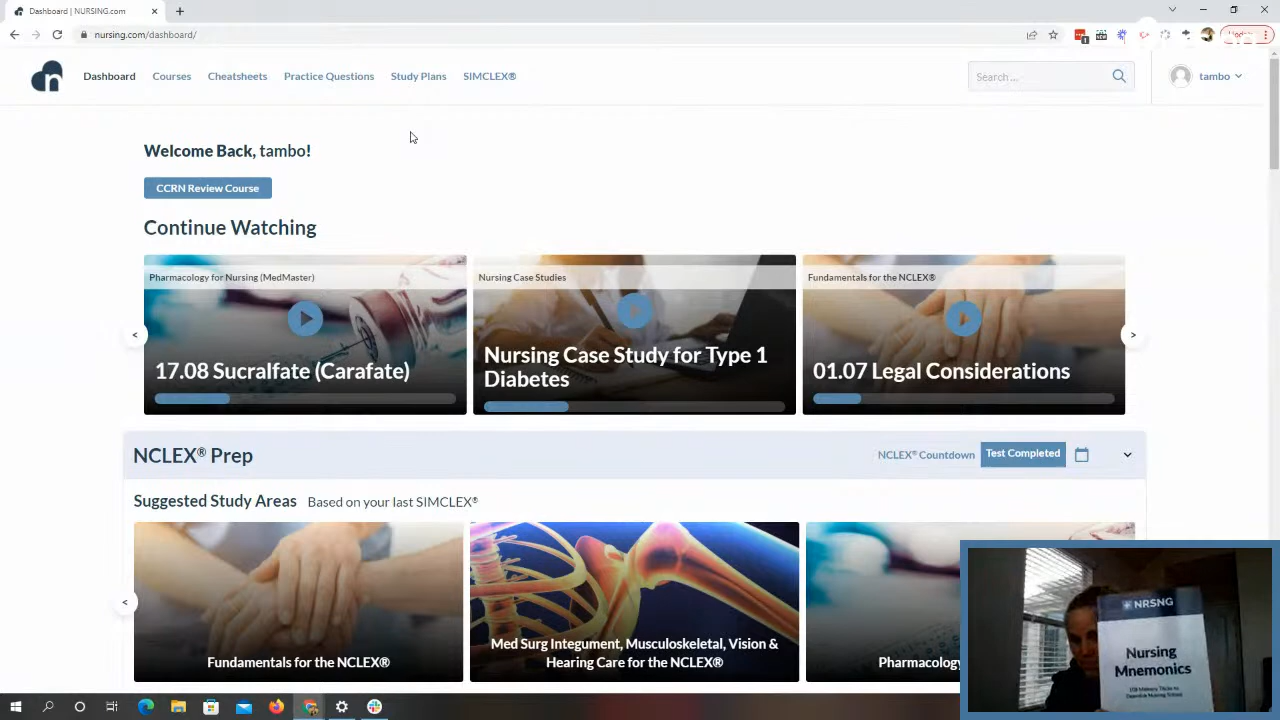 Dashboard | NURSING.com
nursing.com/dashboard/
n
Dashboard Courses Cheatsheets Practice Questions Study Plans SIMCLEX®
Search ...
tambo
Welcome Back, tambo!
CCRN Review Course
Continue Watching
Pharmacology for Nursing (MedMaster)
17.08 Sucralfate (Carafate)
Nursing Case Studies
Nursing Case Study for Type 1
Diabetes
Fundamentals for the NCLEX®
01.07 Legal Considerations
< >
NCLEX® Prep
NCLEX® Countdown Test Completed
Suggested Study Areas Based on your last SIMCLEX®
<
Fundamentals for the NCLEX®
Med Surg Integument, Musculoskeletal, Vision &
Hearing Care for the NCLEX®
Pharmacology
NRSNG
Nursing
Mnemonics